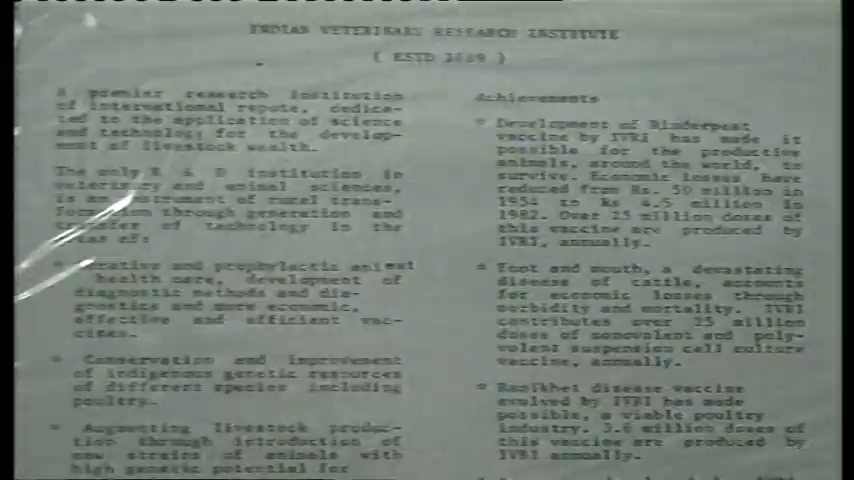 INDIAN VETERINARY RESEARCH INSTITUTE
( ESTD 1889 )
A premier research institution
of international repute, dedica-
ted to the application of science
and technology for the develop-
ment of livestock wealth.
The only R & D institution in
veterinary and animal sciences,
is an instrument of rural trans-
formation through generation and
transfer of technology in the
areas of:
* Curative and prophylactic animal
health care, development of
diagnostic methods and dia-
gnostics and more economic,
effective and efficient vac-
cines.
* Conservation and improvement
of indigenous genetic resources
of different species including
poultry.
* Augmenting livestock produc-
tion through introduction of
new strains of animals with
high genetic potential for
Achievements
* Development of Rinderpest
vaccine by IVRI has made it
possible for the productive
animals, around the world, to
survive. Economic losses have
reduced from Rs. 50 million in
1954 to Rs 4.5 million in
1982. Over 25 million doses of
this vaccine are produced by
IVRI, annually.
* Foot and mouth, a devastating
disease of cattle, accounts
for economic losses through
morbidity and mortality. IVRI
contributes over 25 million
doses of monovalent and poly-
valent suspension cell culture
vaccine, annually.
* Ranikhet disease vaccine
evolved by IVRI has made
possible, a viable poultry
industry. 3.6 million doses of
this vaccine are produced by
IVRI annually.